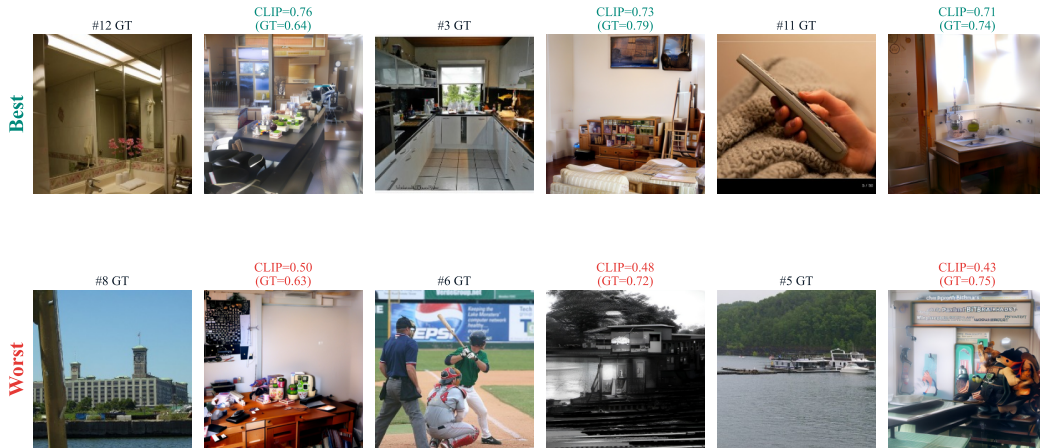 #12 GT
CLIP=0.76
(GT=0.64)
#3 GT
CLIP=0.73
(GT=0.79)
#11 GT
CLIP=0.71
(GT=0.74)
Best
#8 GT
CLIP=0.50
(GT=0.63)
#6 GT
CLIP=0.48
(GT=0.72)
#5 GT
CLIP=0.43
(GT=0.75)
Worst
PEPSI